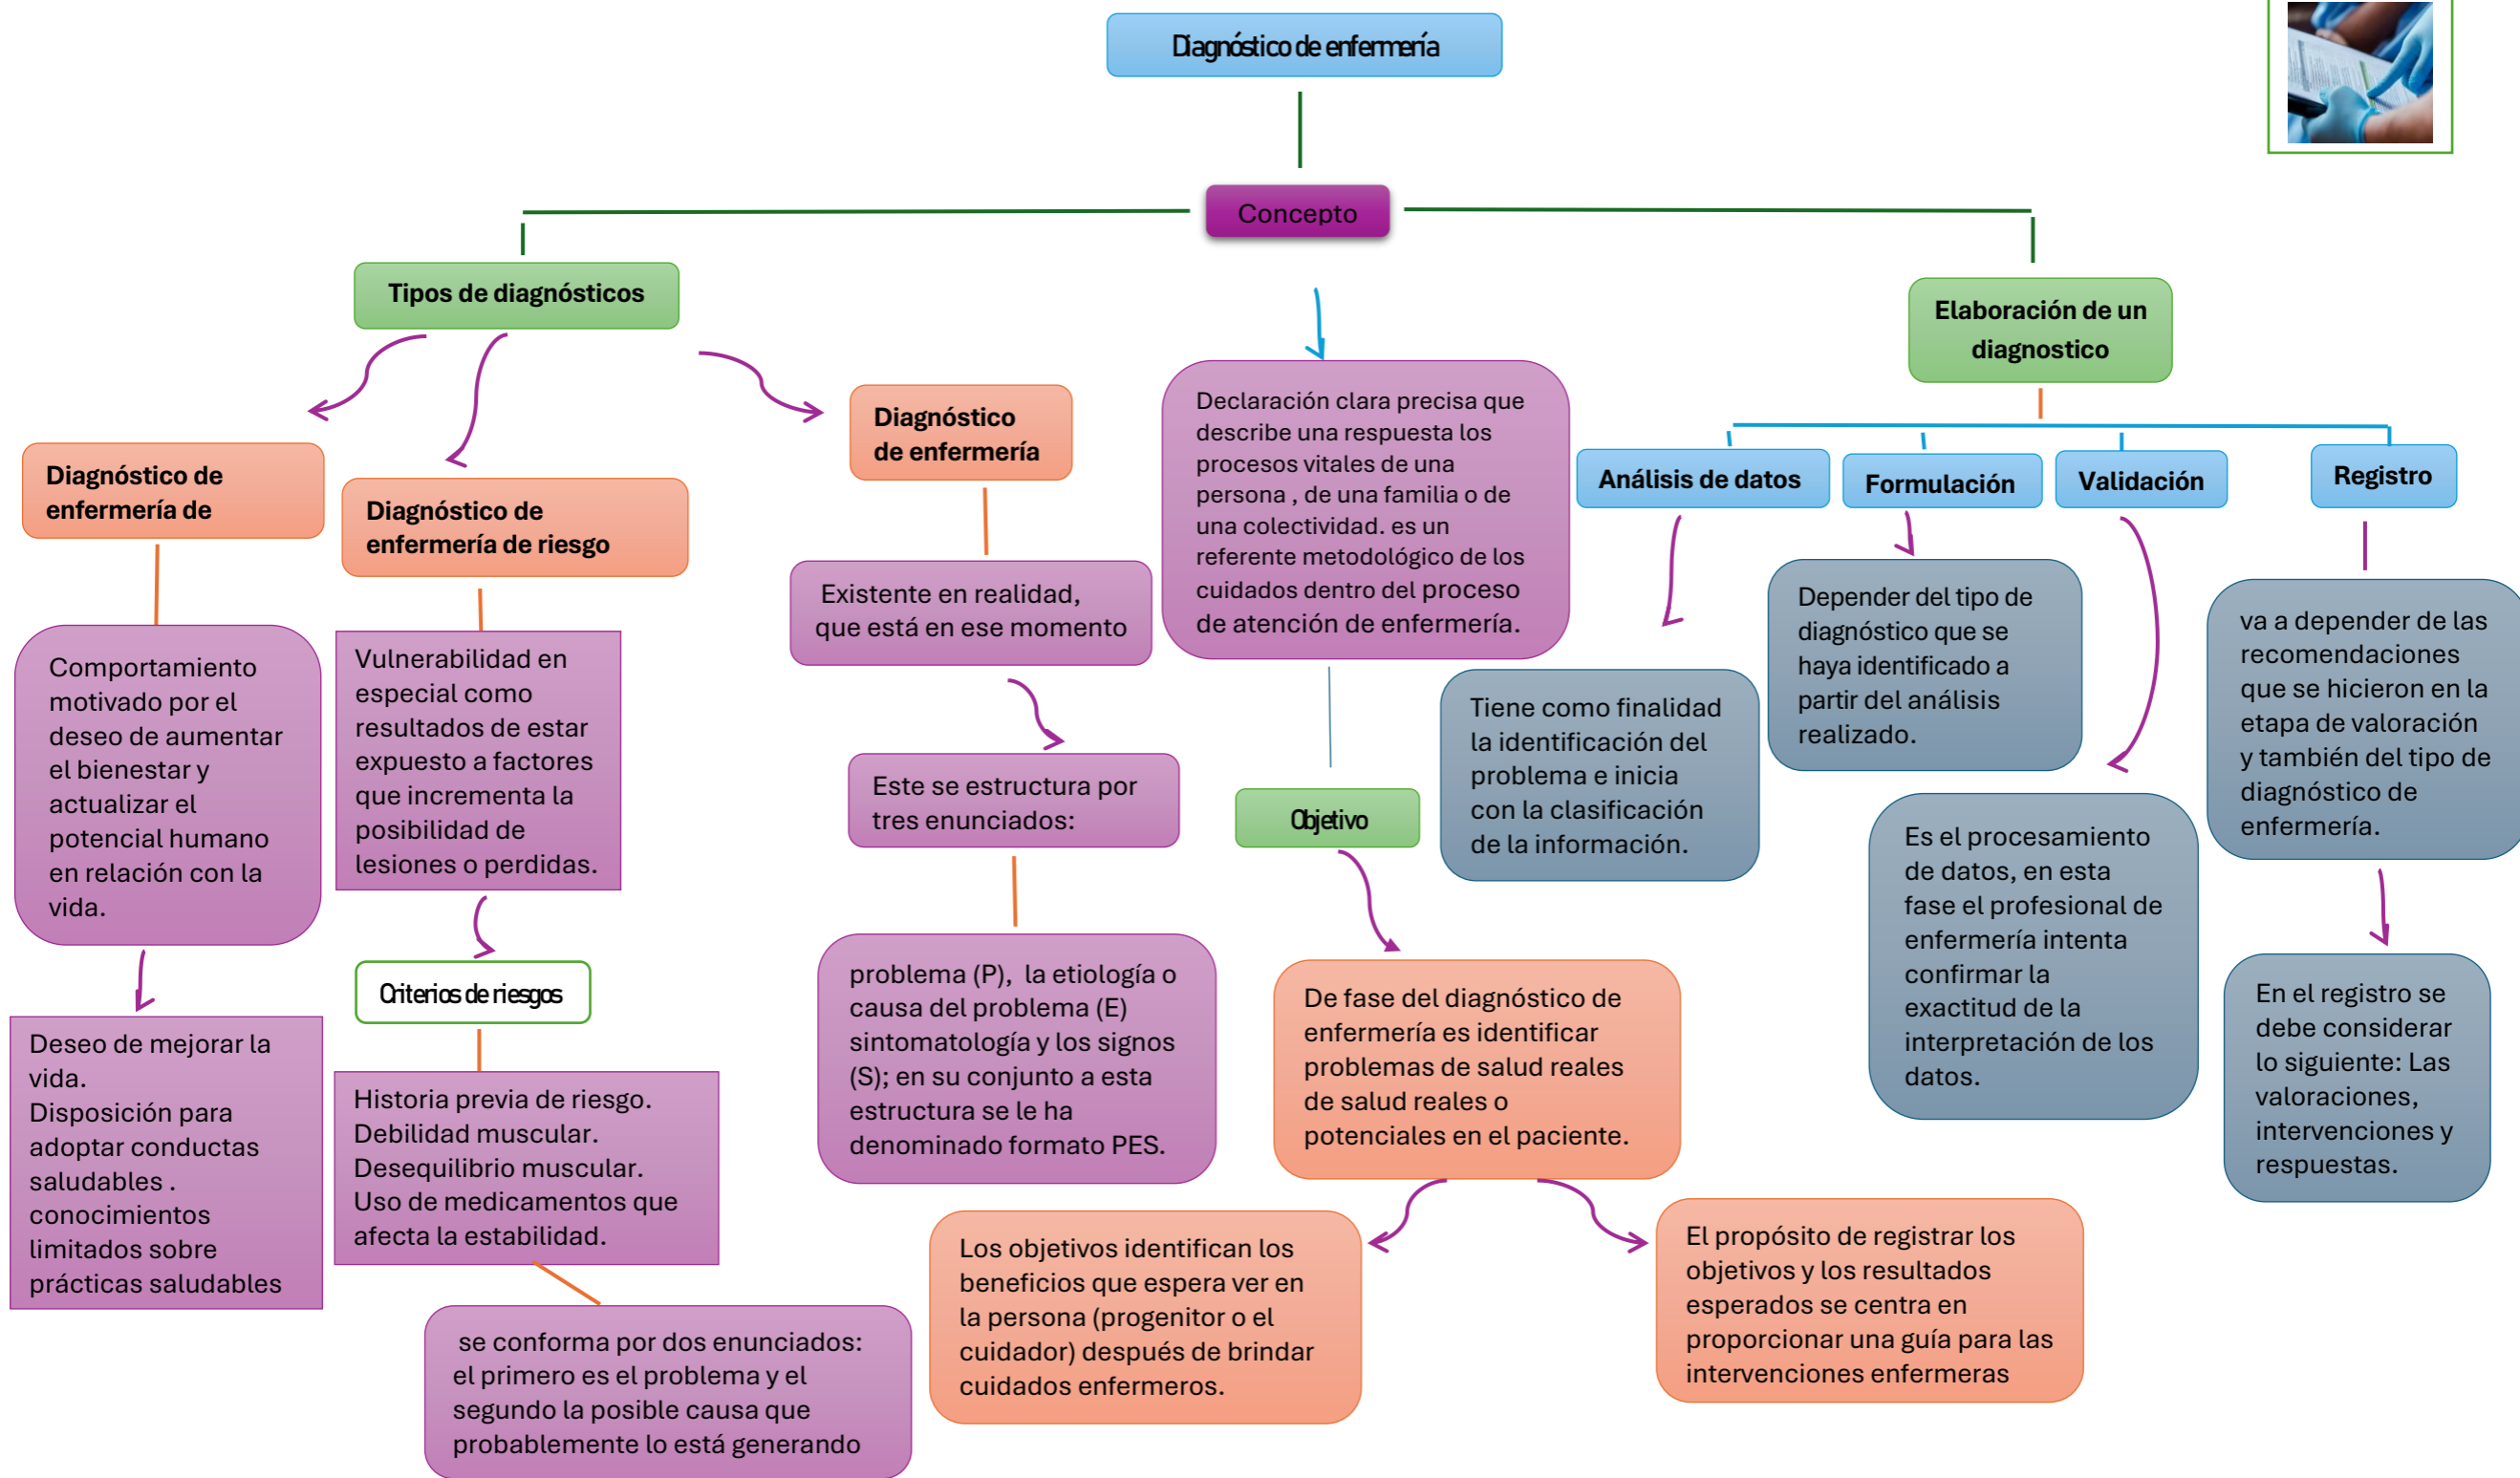 Diagnóstico de enfermería
Concepto
Tipos de diagnósticos
Diagnóstico de
enfermería de
Comportamiento
motivado por el
deseo de aumentar
el bienestar y
actualizar el
potencial humano
en relación con la
vida.
Deseo de mejorar la
vida.
Disposición para
adoptar conductas
saludables .
conocimientos
limitados sobre
prácticas saludables
Diagnóstico de
enfermería de riesgo
Vulnerabilidad en
especial como
resultados de estar
expuesto a factores
que incrementa la
posibilidad de
lesiones o perdidas.
Criterios de riesgos
Historia previa de riesgo.
Debilidad muscular.
Desequilibrio muscular.
Uso de medicamentos que
afecta la estabilidad.
se conforma por dos enunciados:
el primero es el problema y el
segundo la posible causa que
probablemente lo está generando
Diagnóstico
de enfermería
Existente en realidad,
que está en ese momento
Este se estructura por
tres enunciados:
problema (P), la etiología o
causa del problema (E)
sintomatología y los signos
(S); en su conjunto a esta
estructura se le ha
denominado formato PES.
Declaración clara precisa que
describe una respuesta los
procesos vitales de una
persona , de una familia o de
una colectividad. es un
referente metodológico de los
cuidados dentro del proceso
de atención de enfermería.
Objetivo
De fase del diagnóstico de
enfermería es identificar
problemas de salud reales
de salud reales o
potenciales en el paciente.
Los objetivos identifican los
beneficios que espera ver en
la persona (progenitor o el
cuidador) después de brindar
cuidados enfermeros.
El propósito de registrar los
objetivos y los resultados
esperados se centra en
proporcionar una guía para las
intervenciones enfermeras
Elaboración de un
diagnostico
Análisis de datos
Tiene como finalidad
la identificación del
problema e inicia
con la clasificación
de la información.
Formulación
Depender del tipo de
diagnóstico que se
haya identificado a
partir del análisis
realizado.
Validación
Es el procesamiento
de datos, en esta
fase el profesional de
enfermería intenta
confirmar la
exactitud de la
interpretación de los
datos.
Registro
va a depender de las
recomendaciones
que se hicieron en la
etapa de valoración
y también del tipo de
diagnóstico de
enfermería.
En el registro se
debe considerar
lo siguiente: Las
valoraciones,
intervenciones y
respuestas.